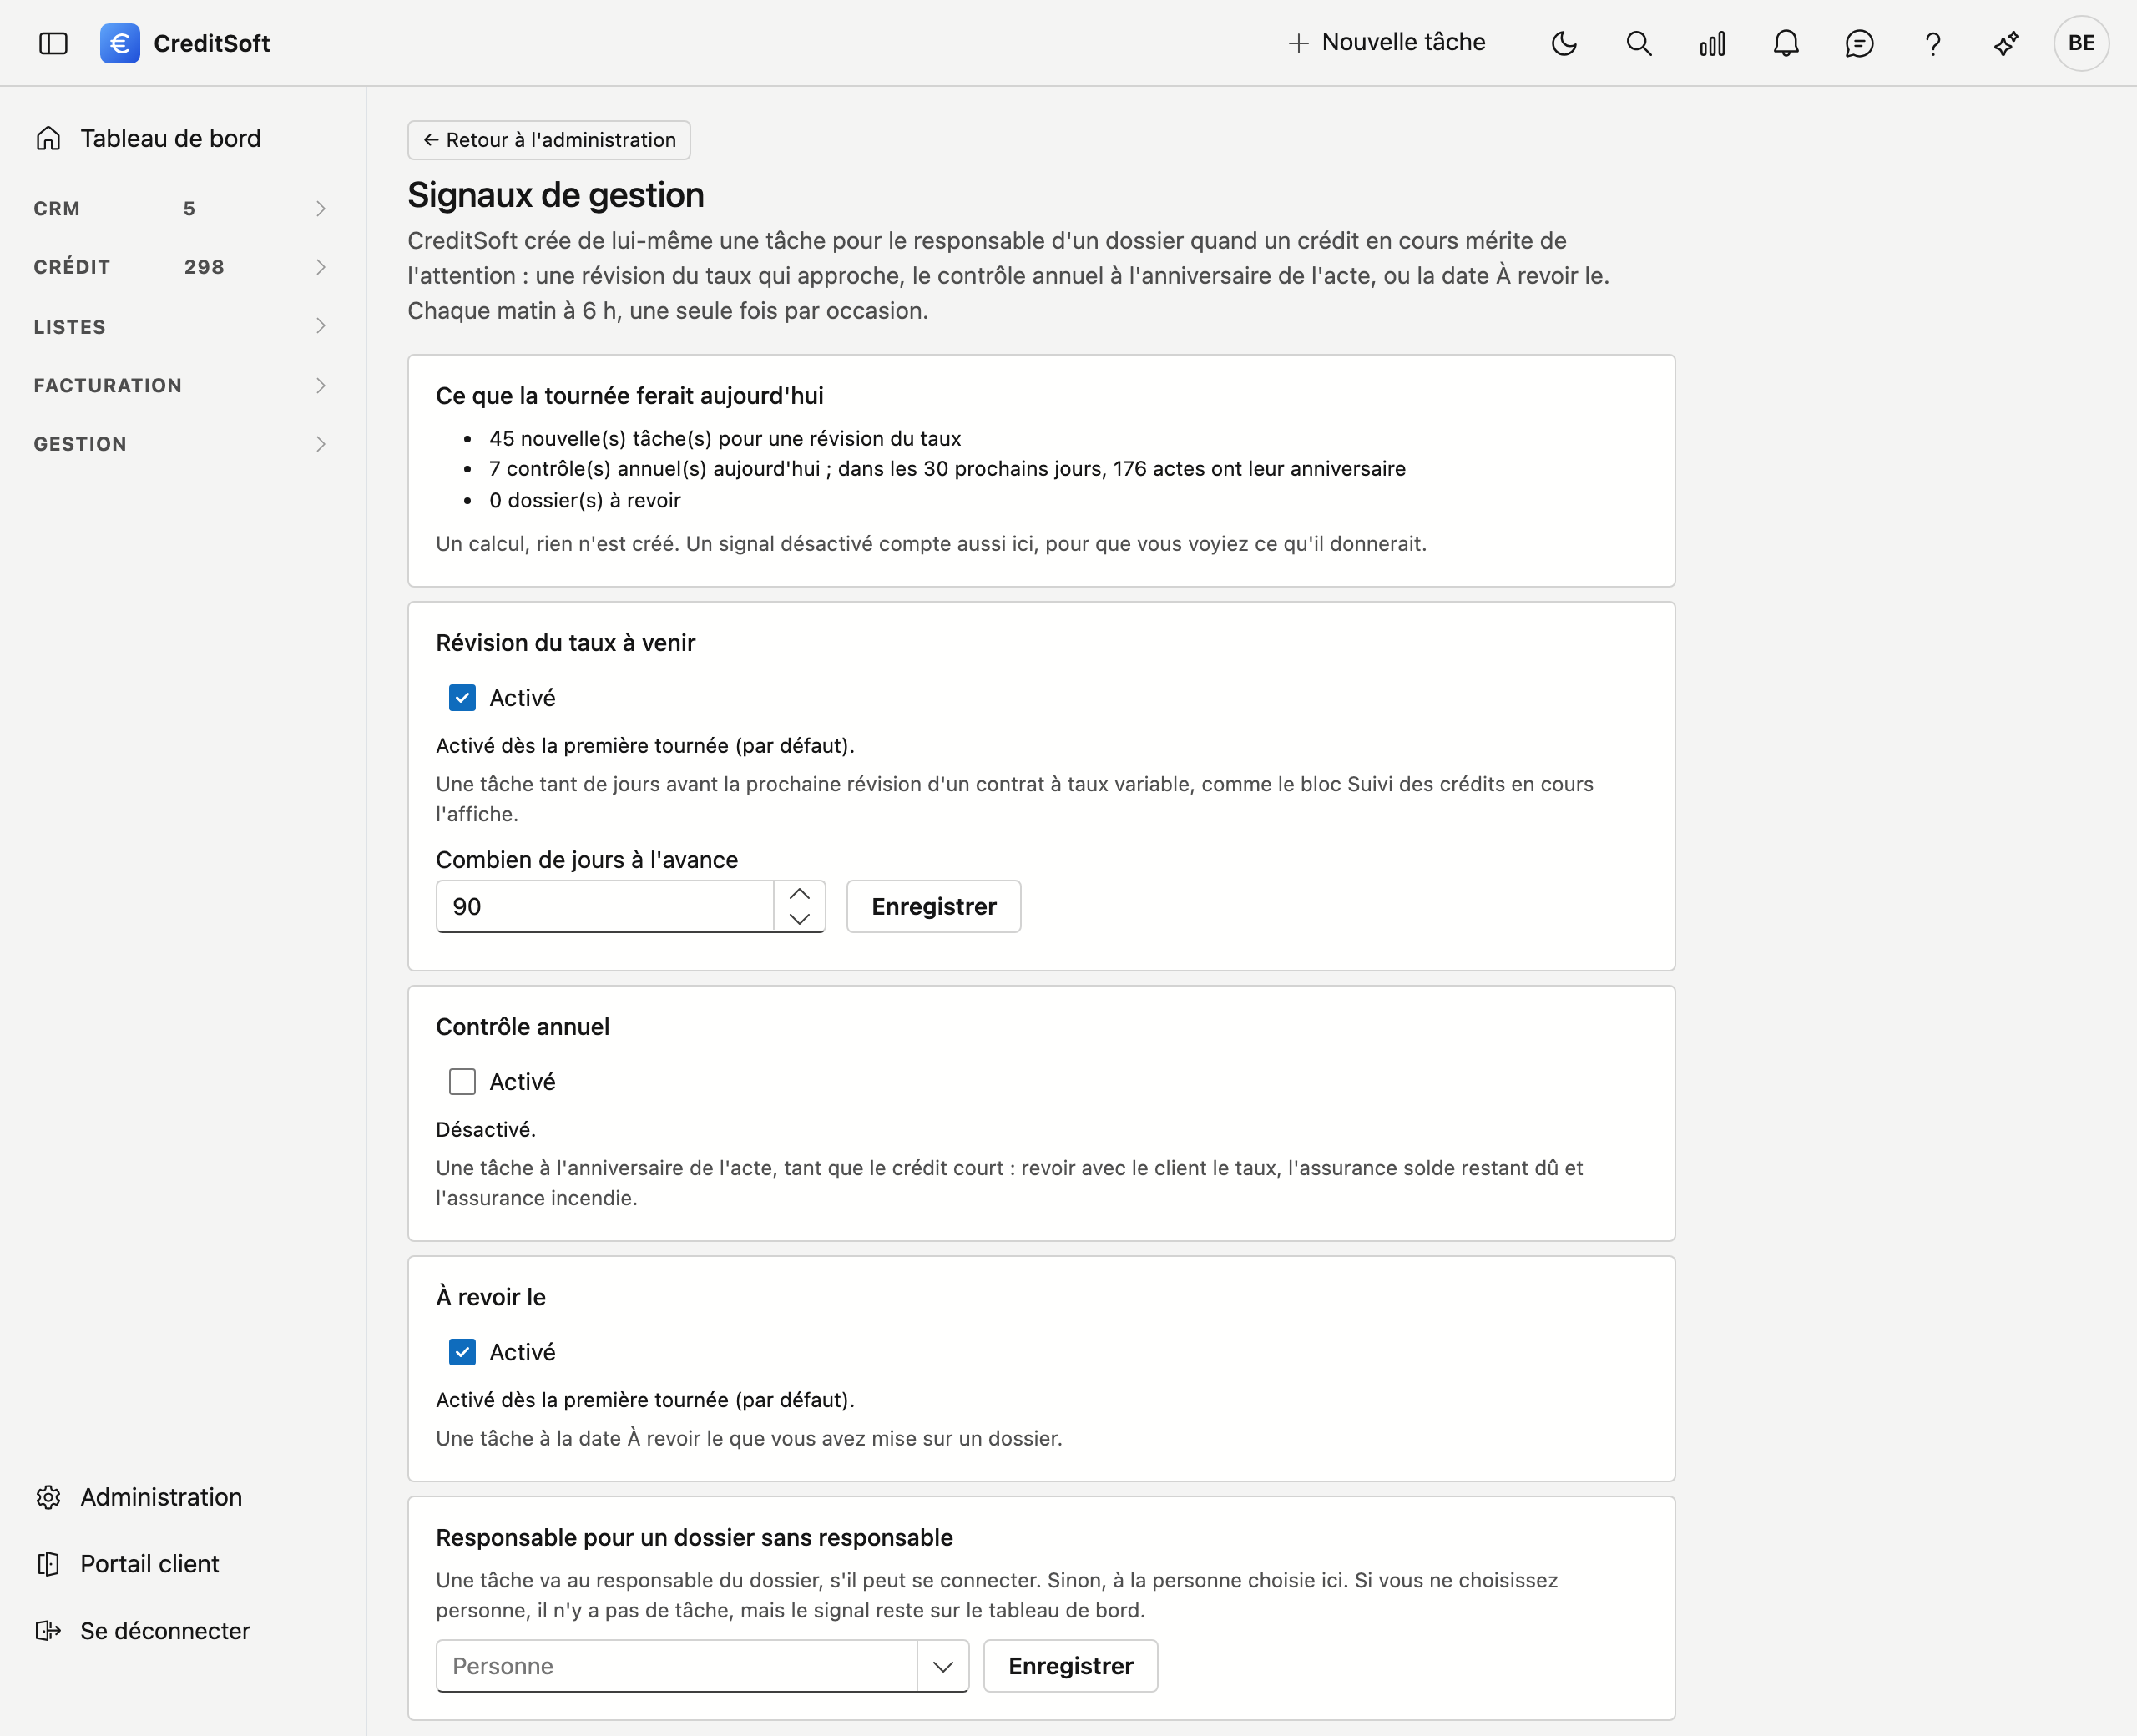 CreditSoft
Nouvelle tâche
BE
Tableau de bord
CRM 5
CRÉDIT 298
LISTES
FACTURATION
GESTION
Administration
Portail client
Se déconnecter
← Retour à l'administration
Signaux de gestion
CreditSoft crée de lui-même une tâche pour le responsable d'un dossier quand un crédit en cours mérite de
l'attention : une révision du taux qui approche, le contrôle annuel à l'anniversaire de l'acte, ou la date À revoir le.
Chaque matin à 6 h, une seule fois par occasion.
Ce que la tournée ferait aujourd'hui
• 45 nouvelle(s) tâche(s) pour une révision du taux
• 7 contrôle(s) annuel(s) aujourd'hui ; dans les 30 prochains jours, 176 actes ont leur anniversaire
• 0 dossier(s) à revoir
Un calcul, rien n'est créé. Un signal désactivé compte aussi ici, pour que vous voyiez ce qu'il donnerait.
Révision du taux à venir
Activé
Activé dès la première tournée (par défaut).
Une tâche tant de jours avant la prochaine révision d'un contrat à taux variable, comme le bloc Suivi des crédits en cours
l'affiche.
Combien de jours à l'avance
90
Enregistrer
Contrôle annuel
Activé
Désactivé.
Une tâche à l'anniversaire de l'acte, tant que le crédit court : revoir avec le client le taux, l'assurance solde restant dû et
l'assurance incendie.
À revoir le
Activé
Activé dès la première tournée (par défaut).
Une tâche à la date À revoir le que vous avez mise sur un dossier.
Responsable pour un dossier sans responsable
Une tâche va au responsable du dossier, s'il peut se connecter. Sinon, à la personne choisie ici. Si vous ne choisissez
personne, il n'y a pas de tâche, mais le signal reste sur le tableau de bord.
Personne
Enregistrer